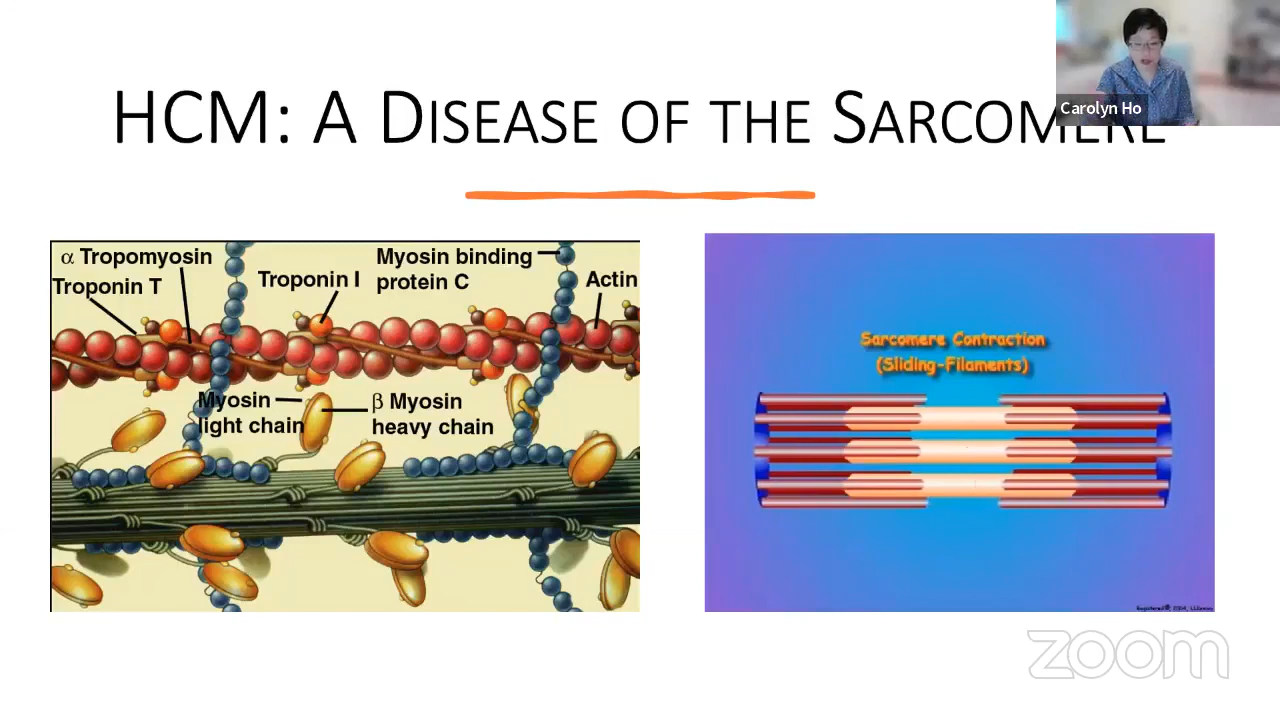 HCM: A Disease of the Sarcomere
Carolyn Ho
α Tropomyosin
Troponin T
Troponin I
Myosin binding
protein C
Actin
Myosin
light chain
β Myosin
heavy chain
Sarcomere Contraction
(Sliding-Filaments)
zoom